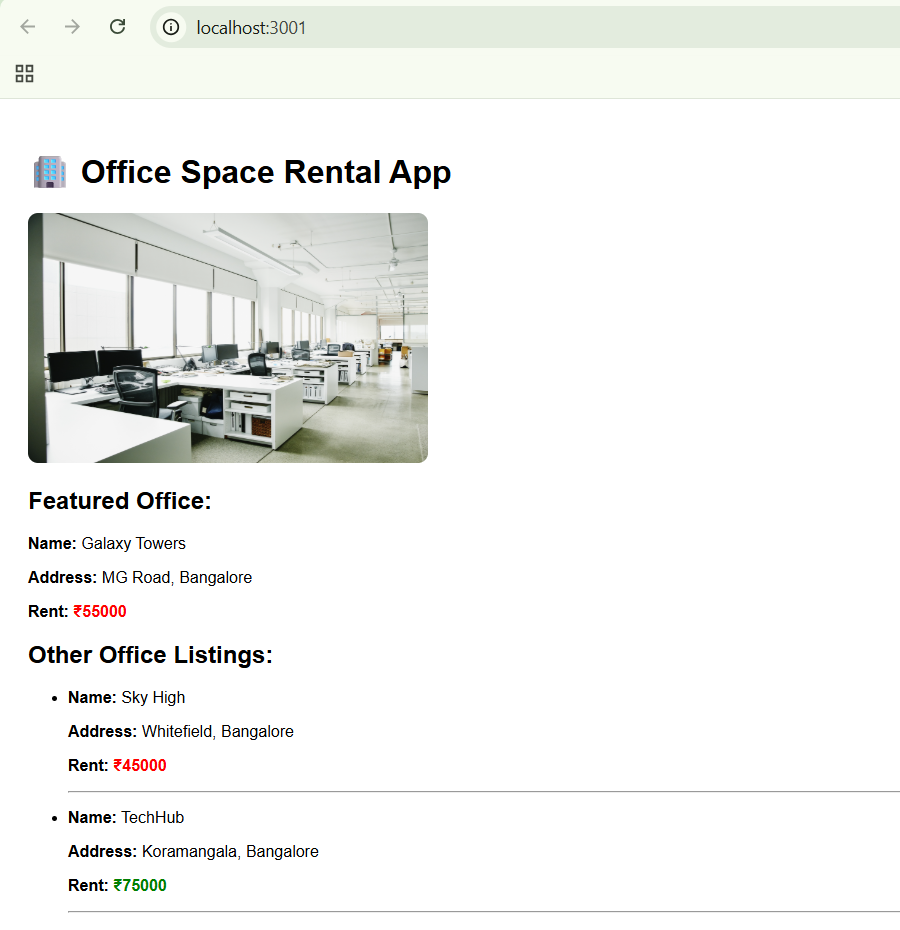 localhost:3001
🏢 Office Space Rental App
Featured Office:
Name: Galaxy Towers
Address: MG Road, Bangalore
Rent: ₹55000
Other Office Listings:
Name: Sky High
Address: Whitefield, Bangalore
Rent: ₹45000
Name: TechHub
Address: Koramangala, Bangalore
Rent: ₹75000